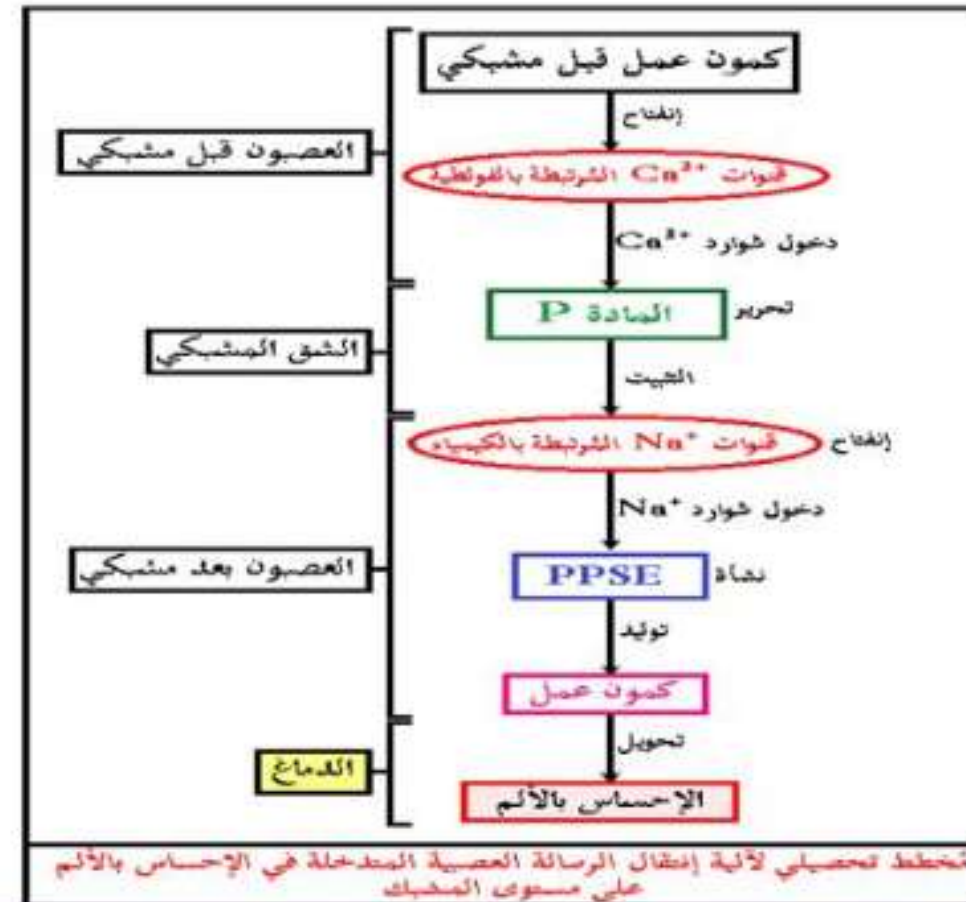 كمون عمل قبل مشبكي
إنفتاح
العصبون قبل مشبكي
قنوات Ca²⁺ المرتبطة بالفولطية
دخول شوارد Ca²⁺
المادة P
تحرير
الشق المشبكي
التثبيت
قنوات Na⁺ المرتبطة بالكيمياء
إنفتاح
دخول شوارد Na⁺
العصبون بعد مشبكي
PPSE
نشأة
توليد
كمون عمل
تحويل
الدماغ
الإحساس بالألم
مخطط تحصيلي لآلية إنتقال الرسالة العصبية المتدخلة في الإحساس بالألم
على مستوى المشبك